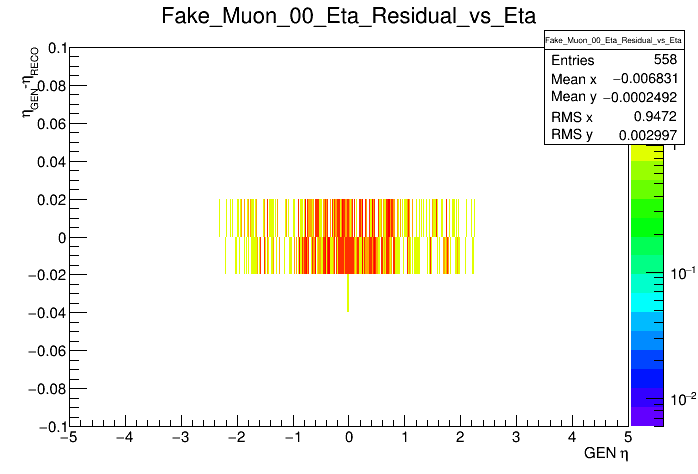 Fake_Muon_00_Eta_Residual_vs_Eta
Fake_Muon_00_Eta_Residual_vs_Eta
Entries 558
Mean x −0.006831
Mean y −0.0002492
RMS x 0.9472
RMS y 0.002997
ηGEN-ηRECO
0.1
0.08
0.06
0.04
0.02
0
−0.02
−0.04
−0.06
−0.08
−0.1
−5 −4 −3 −2 −1 0 1 2 3 4 5
GEN η
10−1
10−2